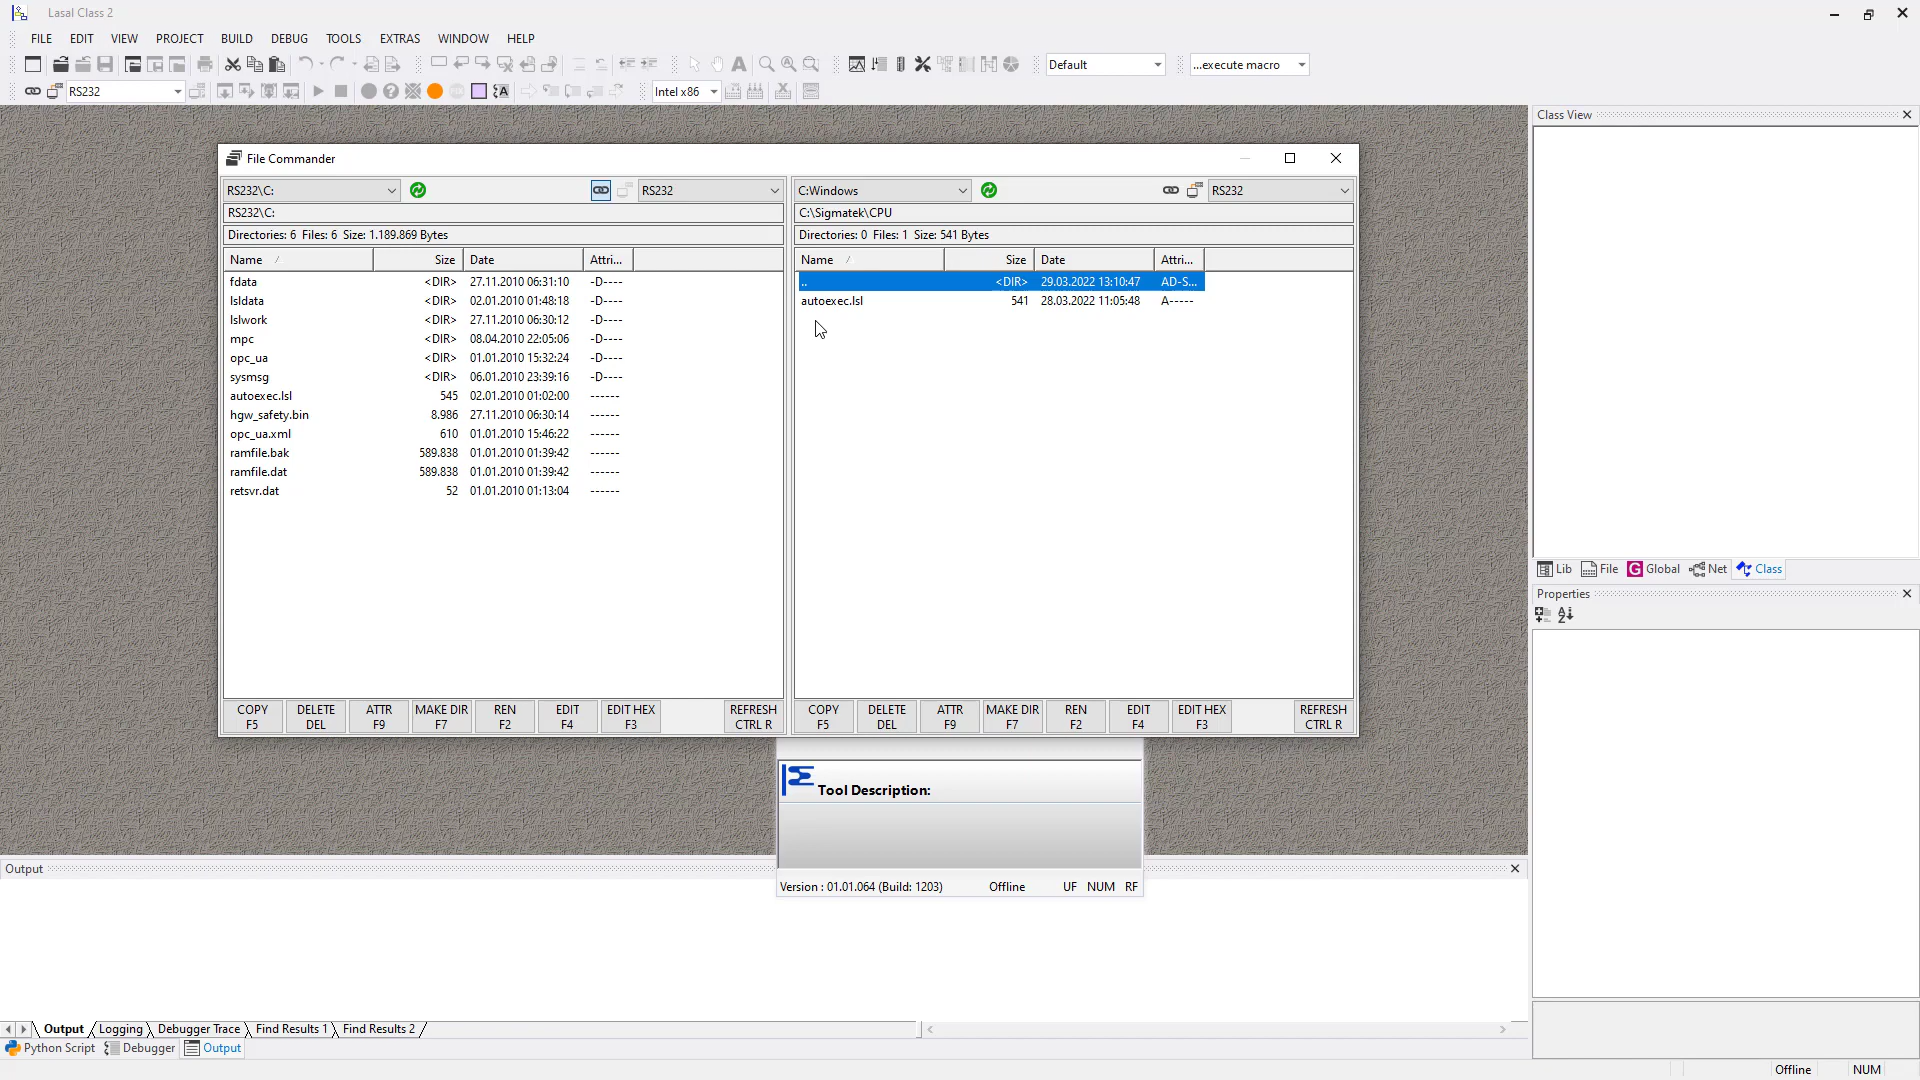 Lasal Class 2
FILE EDIT VIEW PROJECT BUILD DEBUG TOOLS EXTRAS WINDOW HELP
Default ...execute macro
RS232 Intel x86
File Commander
RS232\C: RS232
RS232\C:
Directories: 6 Files: 6 Size: 1.189.869 Bytes
Name Size Date Attri...
fdata <DIR> 27.11.2010 06:31:10 -D----
lsldata <DIR> 02.01.2010 01:48:18 -D----
lslwork <DIR> 27.11.2010 06:30:12 -D----
mpc <DIR> 08.04.2010 22:05:06 -D----
opc_ua <DIR> 01.01.2010 15:32:24 -D----
sysmsg <DIR> 06.01.2010 23:39:16 -D----
autoexec.lsl 545 02.01.2010 01:02:00 ------
hgw_safety.bin 8.986 27.11.2010 06:30:14 ------
opc_ua.xml 610 01.01.2010 15:46:22 ------
ramfile.bak 589.838 01.01.2010 01:39:42 ------
ramfile.dat 589.838 01.01.2010 01:39:42 ------
retsvr.dat 52 01.01.2010 01:13:04 ------
COPY DELETE ATTR MAKE DIR REN EDIT EDIT HEX REFRESH
F5 DEL F9 F7 F2 F4 F3 CTRL R
C:Windows RS232
C:\Sigmatek\CPU
Directories: 0 Files: 1 Size: 541 Bytes
Name Size Date Attri...
.. <DIR> 29.03.2022 13:10:47 AD-S...
autoexec.lsl 541 28.03.2022 11:05:48 A-----
COPY DELETE ATTR MAKE DIR REN EDIT EDIT HEX REFRESH
F5 DEL F9 F7 F2 F4 F3 CTRL R
Tool Description:
Version : 01.01.064 (Build: 1203) Offline UF NUM RF
Class View
Lib File Global Net Class
Properties
Output
Output Logging Debugger Trace Find Results 1 Find Results 2
Python Script Debugger Output
Offline NUM